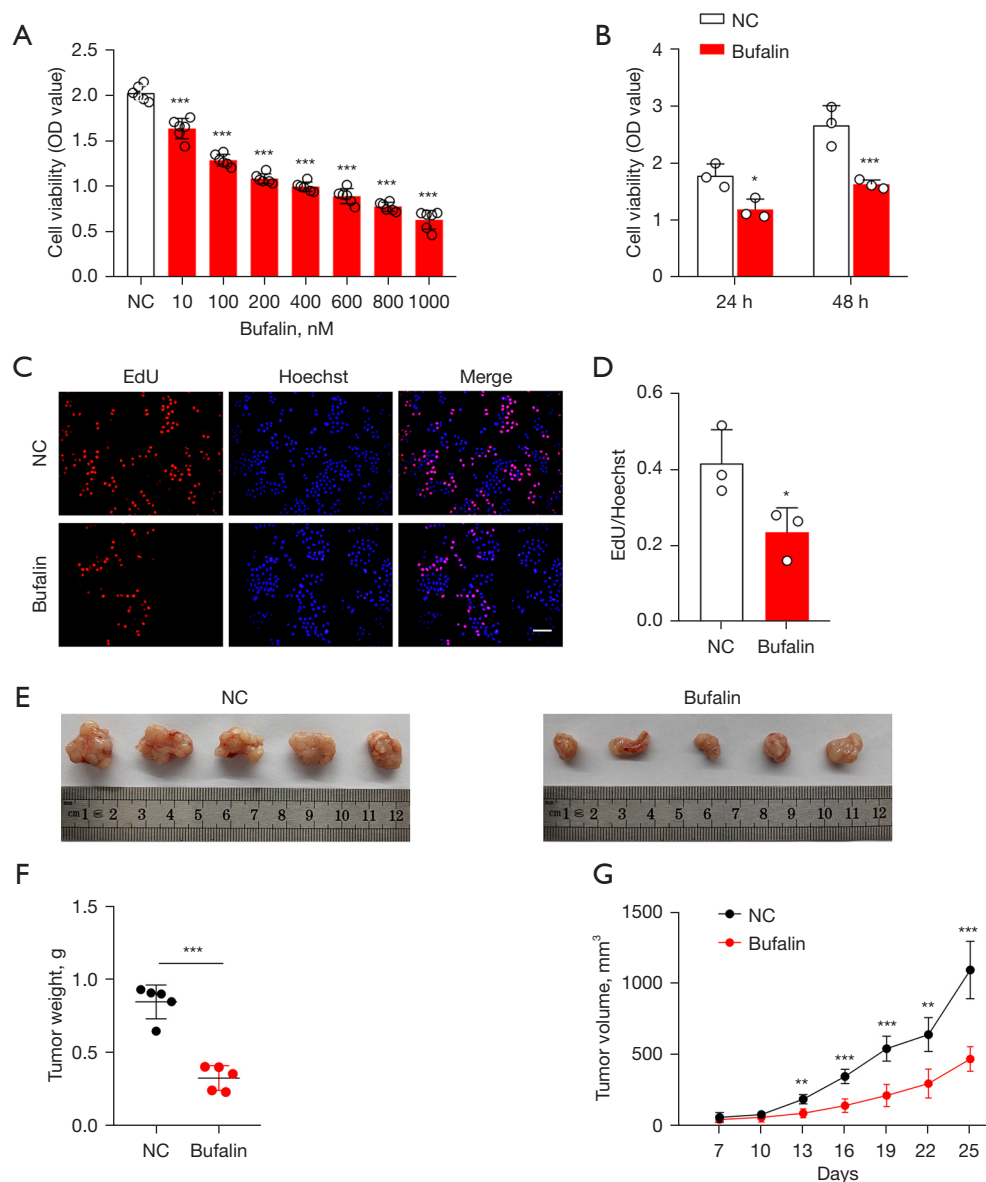 A
Cell viability (OD value)
2.5
2.0
1.5
1.0
0.5
0.0
***
***
***
***
***
***
***
NC
10
100
200
400
600
800
1000
Bufalin, nM
B
NC
Bufalin
Cell viability (OD value)
4
3
2
1
0
*
***
24 h
48 h
C
EdU
Hoechst
Merge
NC
Bufalin
D
EdU/Hoechst
0.6
0.4
0.2
0.0
*
NC
Bufalin
E
NC
Bufalin
mm
cm 1 2 3 4 5 6 7 8 9 10 11 12
mm
cm 1 2 3 4 5 6 7 8 9 10 11 12
F
Tumor weight, g
1.5
1.0
0.5
0.0
***
NC
Bufalin
G
NC
Bufalin
Tumor volume, mm³
1500
1000
500
0
**
***
***
**
***
7
10
13
16
19
22
25
Days